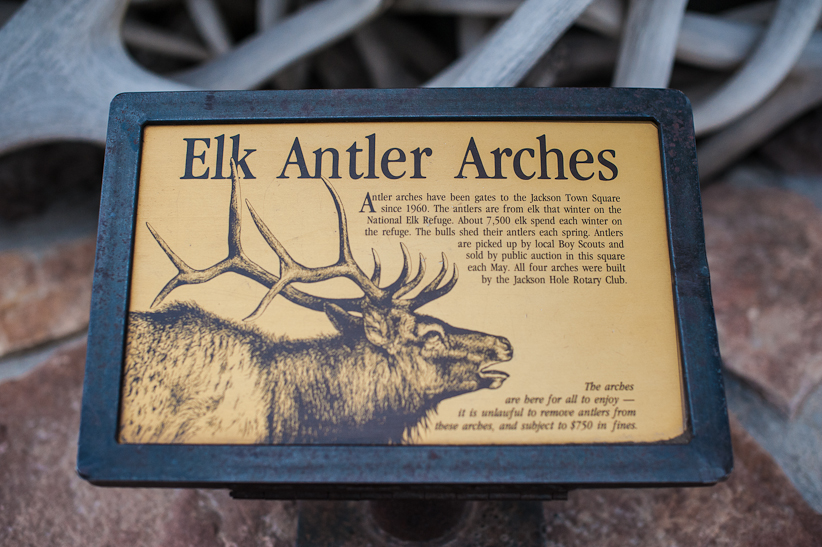 Elk Antler Arches
Antler arches have been gates to the Jackson Town Square
since 1960. The antlers are from elk that winter on the
National Elk Refuge. About 7,500 elk spend each winter on
the refuge. The bulls shed their antlers each spring. Antlers
are picked up by local Boy Scouts and
sold by public auction in this square
each May. All four arches were built
by the Jackson Hole Rotary Club.
The arches
are here for all to enjoy —
it is unlawful to remove antlers from
these arches, and subject to $750 in fines.